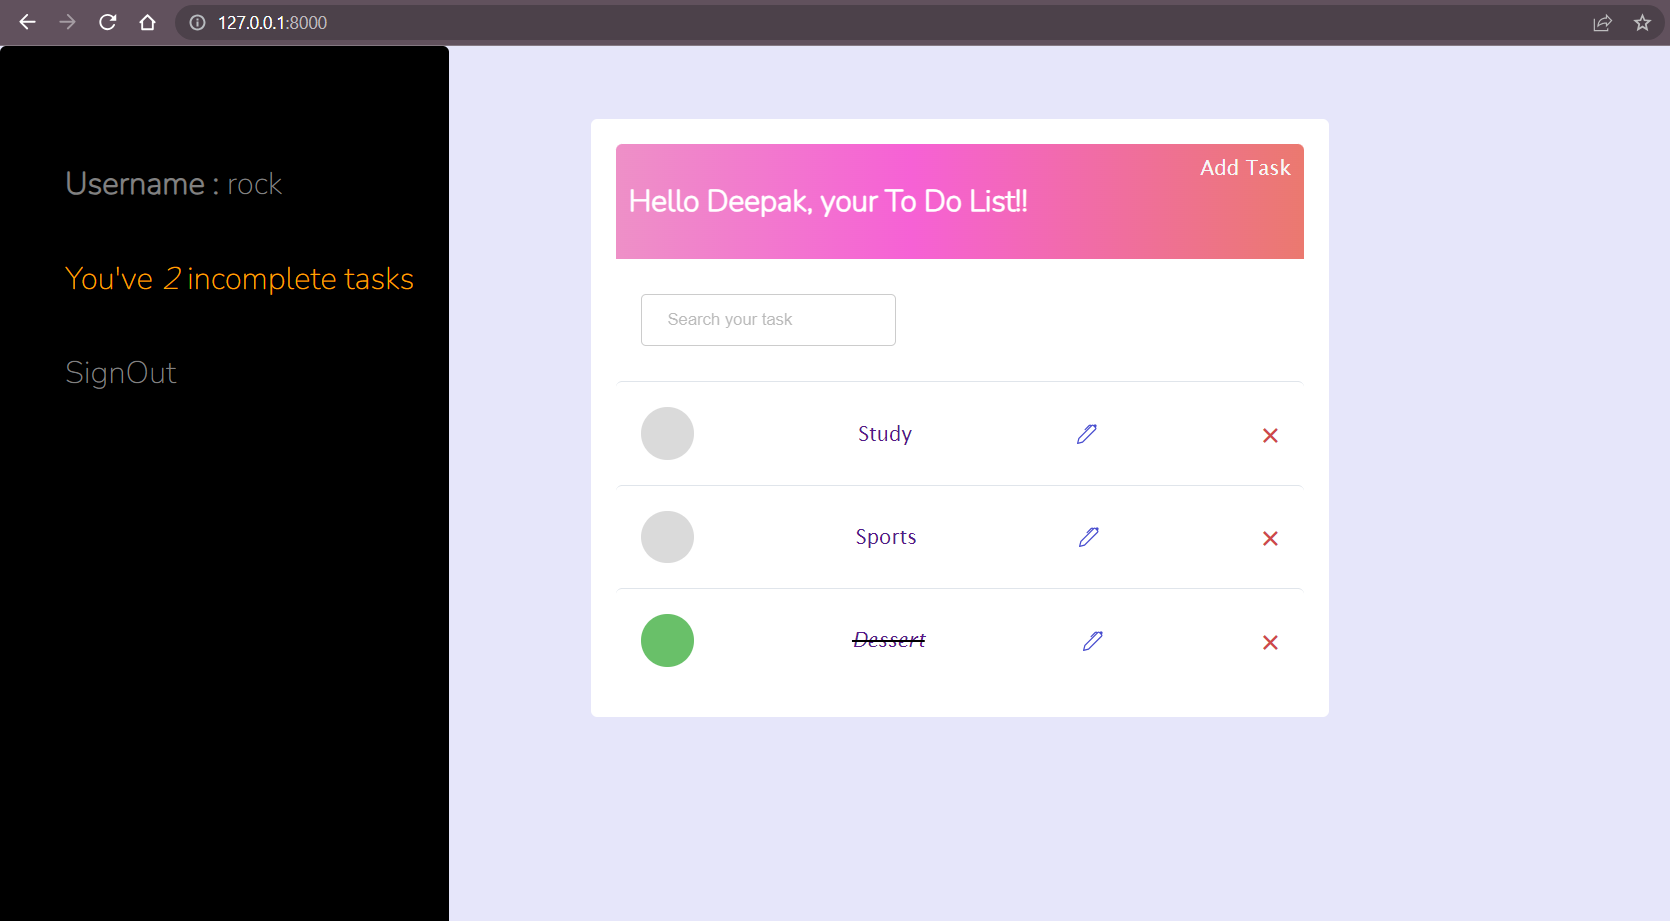 127.0.0.1:8000
Username : rock
You've 2 incomplete tasks
SignOut
Add Task
Hello Deepak, your To Do List!!
Search your task
Study
Sports
Dessert